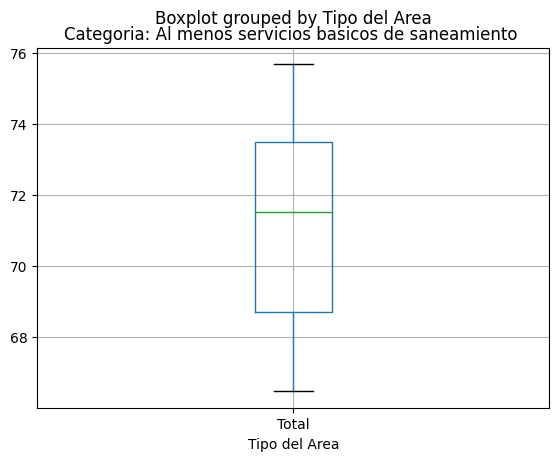 Boxplot grouped by Tipo del Area
Categoria: Al menos servicios basicos de saneamiento
76
74
72
70
68
Total
Tipo del Area